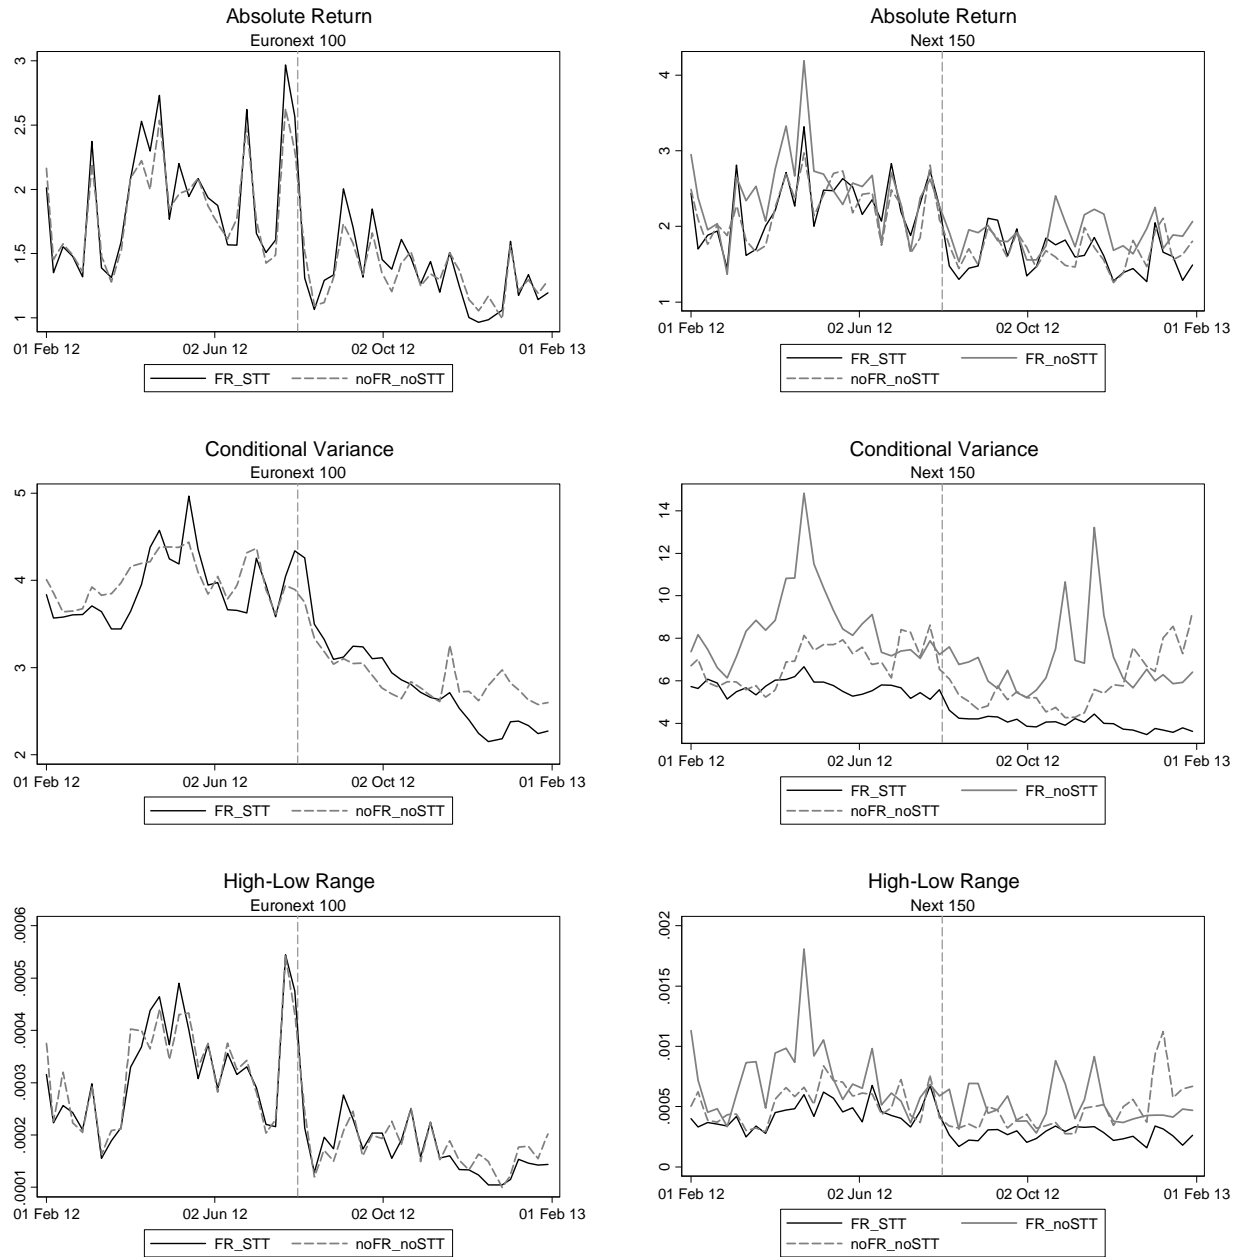 Absolute Return
Euronext 100
3
2.5
2
1.5
1
01 Feb 12 02 Jun 12 02 Oct 12 01 Feb 13
FR_STT noFR_noSTT
Absolute Return
Next 150
4
3
2
1
01 Feb 12 02 Jun 12 02 Oct 12 01 Feb 13
FR_STT FR_noSTT
noFR_noSTT
Conditional Variance
Euronext 100
5
4
3
2
01 Feb 12 02 Jun 12 02 Oct 12 01 Feb 13
FR_STT noFR_noSTT
Conditional Variance
Next 150
14
12
10
8
6
4
01 Feb 12 02 Jun 12 02 Oct 12 01 Feb 13
FR_STT FR_noSTT
noFR_noSTT
High-Low Range
Euronext 100
.0006
.0005
.0004
.0003
.0002
.0001
01 Feb 12 02 Jun 12 02 Oct 12 01 Feb 13
FR_STT noFR_noSTT
High-Low Range
Next 150
.002
.0015
.001
.0005
0
01 Feb 12 02 Jun 12 02 Oct 12 01 Feb 13
FR_STT FR_noSTT
noFR_noSTT